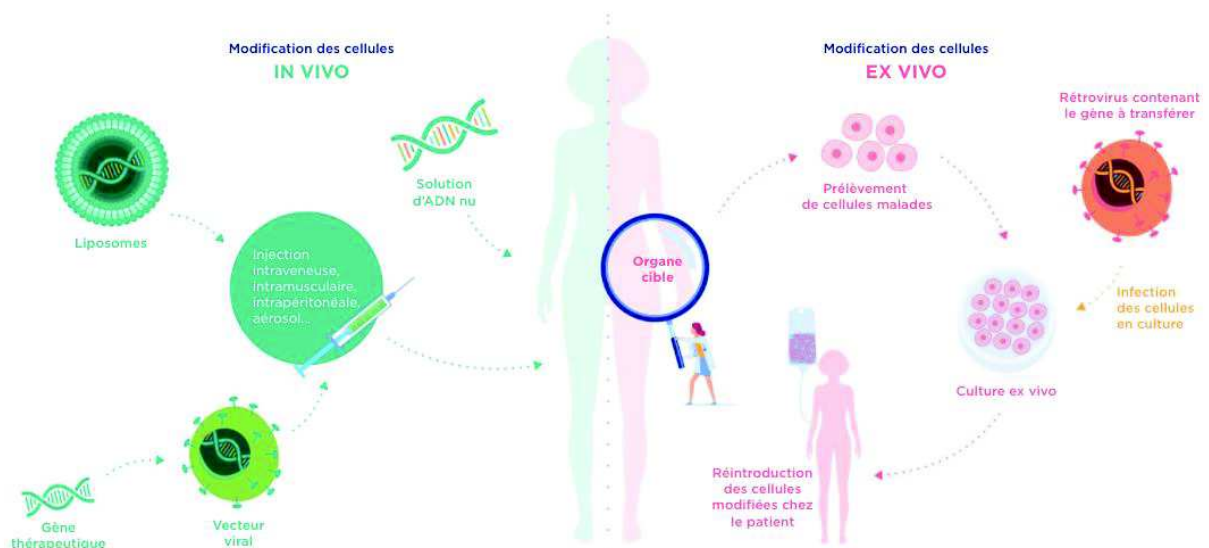 Modification des cellules
IN VIVO
Liposomes
Solution
d'ADN nu
Injection
intraveineuse,
intramusculaire,
intrapéritonéale,
aérosol...
Gène
thérapeutique
Vecteur
viral
Organe
cible
Modification des cellules
EX VIVO
Prélèvement
de cellules malades
Rétrovirus contenant
le gène à transférer
Infection
des cellules
en culture
Culture ex vivo
Réintroduction
des cellules
modifiées chez
le patient